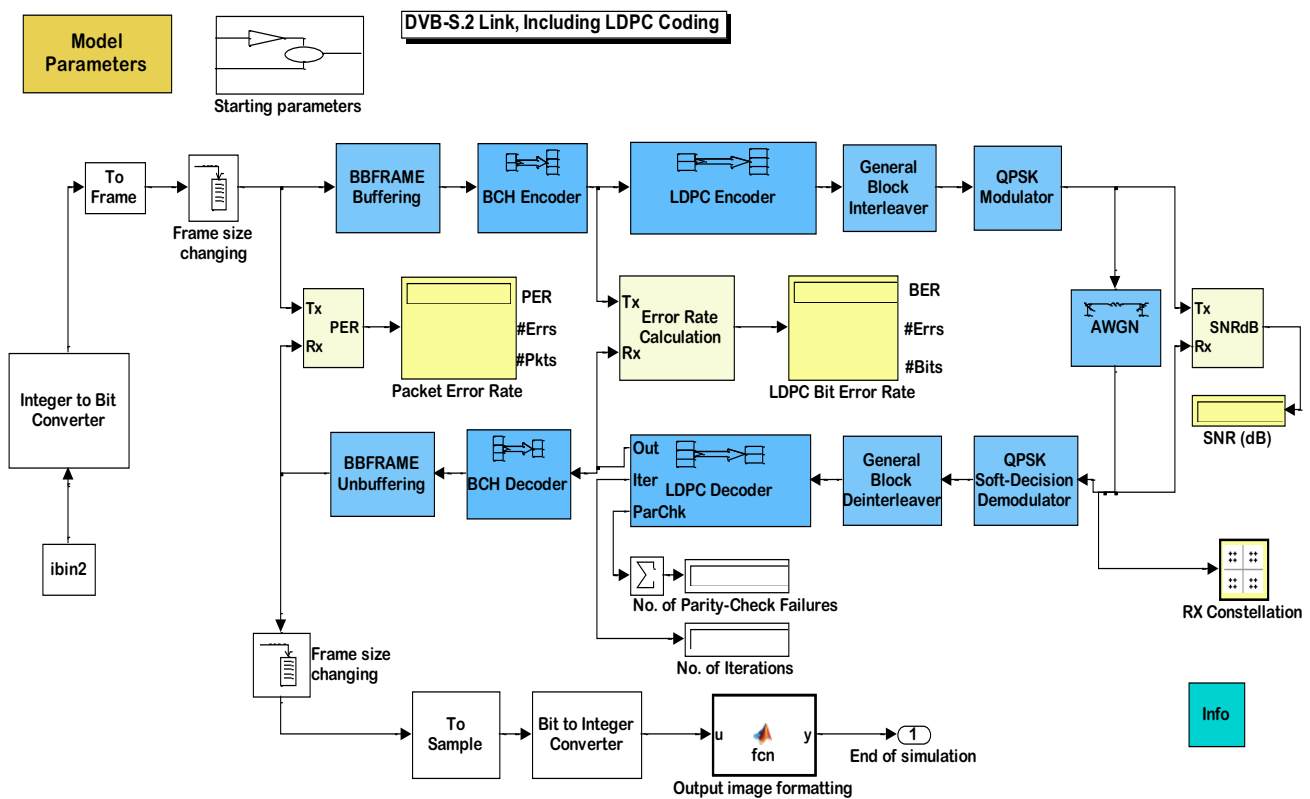 DVB-S.2 Link, Including LDPC Coding
Model
Parameters
Starting parameters
To
Frame
Frame size
changing
BBFRAME
Buffering
BCH Encoder
LDPC Encoder
General
Block
Interleaver
QPSK
Modulator
Tx
PER
Rx
PER
#Errs
#Pkts
Packet Error Rate
Tx
Error Rate
Calculation
Rx
BER
#Errs
#Bits
LDPC Bit Error Rate
AWGN
Tx
SNRdB
Rx
SNR (dB)
Integer to Bit
Converter
ibin2
BBFRAME
Unbuffering
BCH Decoder
Out
Iter
LDPC Decoder
ParChk
General
Block
Deinterleaver
QPSK
Soft-Decision
Demodulator
Σ
No. of Parity-Check Failures
No. of Iterations
RX Constellation
Frame size
changing
To
Sample
Bit to Integer
Converter
u
y
fcn
Output image formatting
1
End of simulation
Info